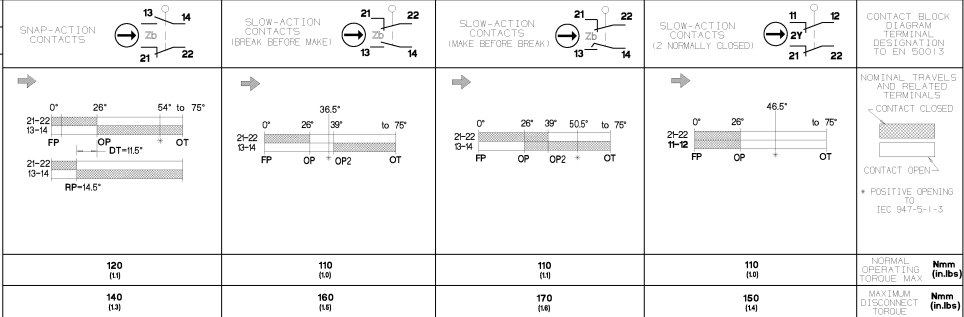 SNAP-ACTION
CONTACTS
13 14
Zb
21 22
SLOW-ACTION
CONTACTS
(BREAK BEFORE MAKE)
21 22
Zb
13 14
SLOW-ACTION
CONTACTS
(MAKE BEFORE BREAK)
21 22
Zb
13 14
SLOW-ACTION
CONTACTS
(2 NORMALLY CLOSED)
11 12
2Y
21 22
CONTACT BLOCK
DIAGRAM
TERMINAL
DESIGNATION
TO EN 50013
0° 26° 54° to 75°
21-22
13-14
FP OP * OT
DT=11.5°
21-22
13-14
RP=14.5°
36.5°
0° 26° 39° to 75°
21-22
13-14
FP OP * OP2 OT
0° 26° 39° 50.5° to 75°
21-22
13-14
FP OP OP2 * OT
46.5°
0° 26° to 75°
21-22
11-12
FP OP * OT
NOMINAL TRAVELS
AND RELATED
TERMINALS
CONTACT CLOSED
CONTACT OPEN
* POSITIVE OPENING
TO
IEC 947-5-1-3
120
(1.1)
110
(1.0)
110
(1.1)
110
(1.0)
NORMAL
OPERATING
TORQUE MAX
Nmm
(in.lbs)
140
(1.3)
160
(1.5)
170
(1.6)
150
(1.4)
MAXIMUM
DISCONNECT
TORQUE
Nmm
(in.lbs)